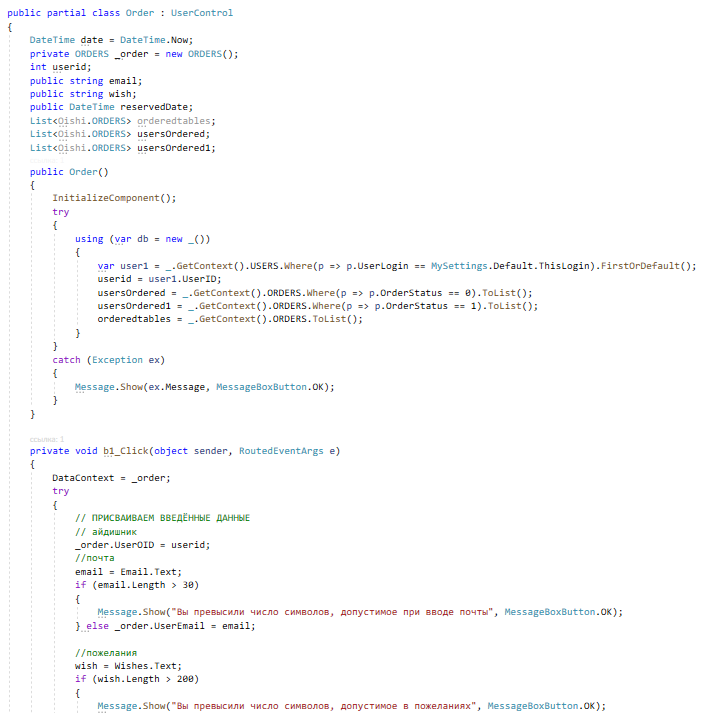 public partial class Order : UserControl
{
DateTime date = DateTime.Now;
private ORDERS _order = new ORDERS();
int userid;
public string email;
public string wish;
public DateTime reservedDate;
List<Oishi.ORDERS> orderedtables;
List<Oishi.ORDERS> usersOrdered;
List<Oishi.ORDERS> usersOrdered1;
public Order()
{
InitializeComponent();
try
{
using (var db = new _())
{
var user1 = _.GetContext().USERS.Where(p => p.UserLogin == MySettings.Default.ThisLogin).FirstOrDefault();
userid = user1.UserID;
usersOrdered = _.GetContext().ORDERS.Where(p => p.OrderStatus == 0).ToList();
usersOrdered1 = _.GetContext().ORDERS.Where(p => p.OrderStatus == 1).ToList();
orderedtables = _.GetContext().ORDERS.ToList();
}
}
catch (Exception ex)
{
Message.Show(ex.Message, MessageBoxButton.OK);
}
}
ссылка: 1
private void b1_Click(object sender, RoutedEventArgs e)
{
DataContext = _order;
try
{
// ПРИСВАИВАЕМ ВВЕДЁННЫЕ ДАННЫЕ
// айдишник
_order.UserOID = userid;
//почта
email = Email.Text;
if (email.Length > 30)
{
Message.Show("Вы превысили число символов, допустимое при вводе почты", MessageBoxButton.OK);
} else _order.UserEmail = email;
//пожелания
wish = Wishes.Text;
if (wish.Length > 200)
{
Message.Show("Вы превысили число символов, допустимое в пожеланиях", MessageBoxButton.OK);